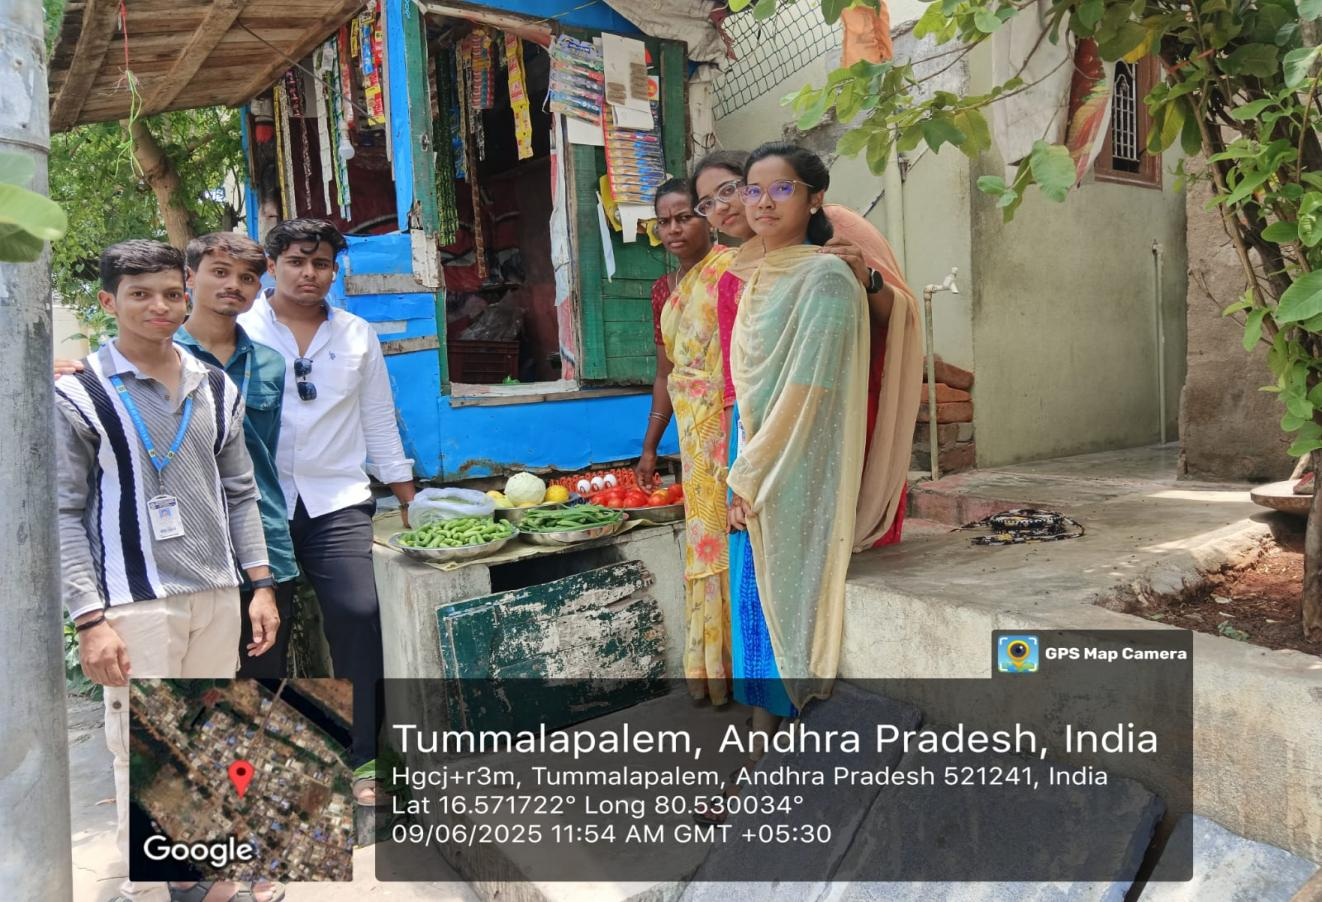 GPS Map Camera
Tummalapalem, Andhra Pradesh, India
Hgcj+r3m, Tummalapalem, Andhra Pradesh 521241, India
Lat 16.571722° Long 80.530034°
09/06/2025 11:54 AM GMT +05:30
Google